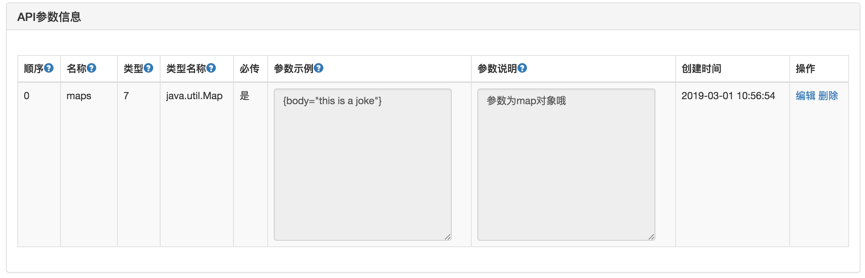 API参数信息
顺序? 名称? 类型? 类型名称? 必传 参数示例? 参数说明? 创建时间 操作
0 maps 7 java.util.Map 是 {body="this is a joke"} 参数为map对象哦 2019-03-01 10:56:54 编辑 删除